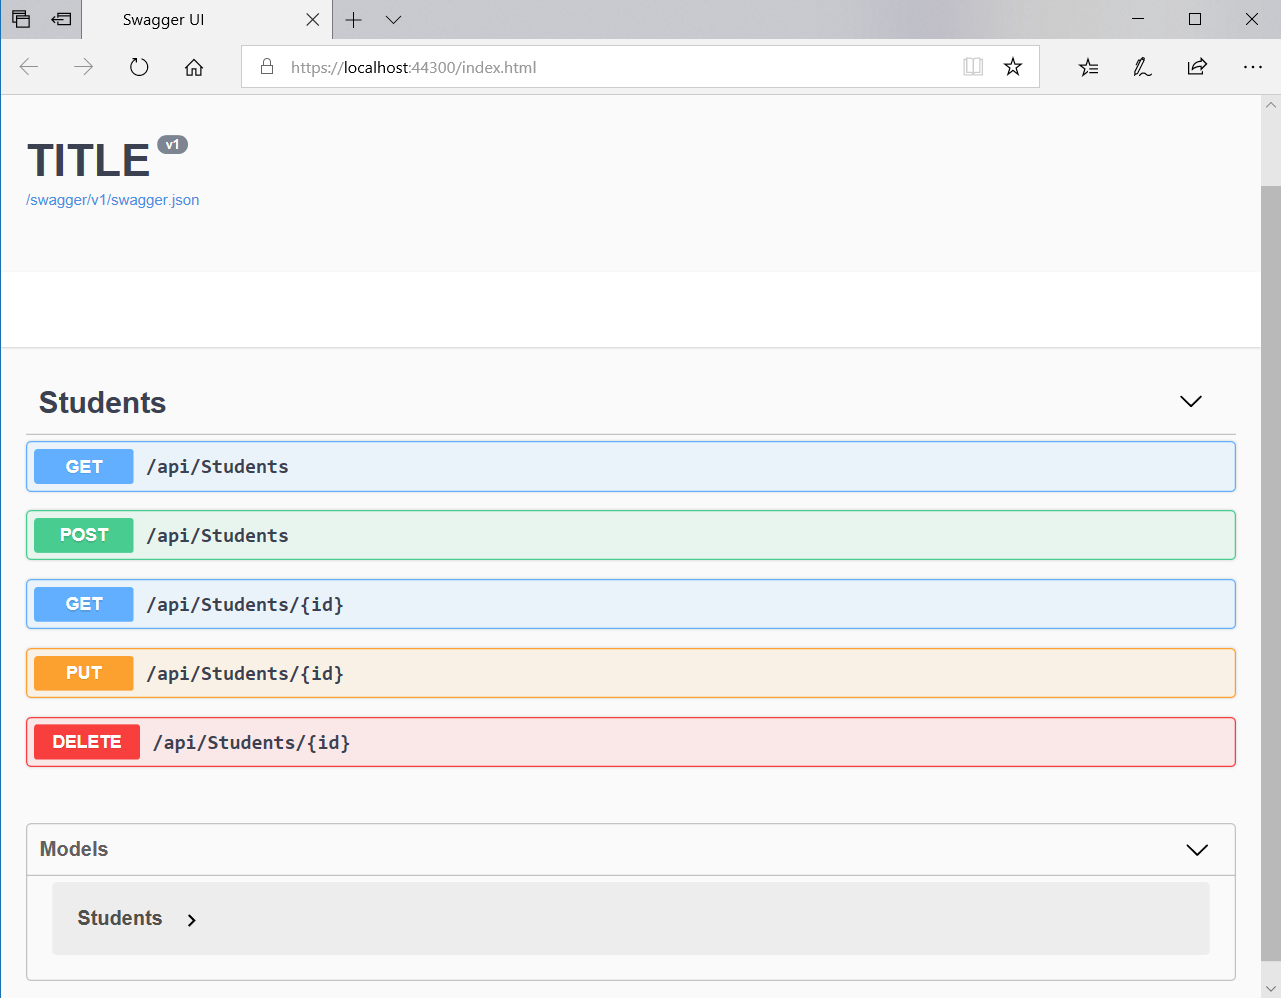 Swagger UI
https://localhost:44300/index.html
TITLE v1
/swagger/v1/swagger.json
Students
GET /api/Students
POST /api/Students
GET /api/Students/{id}
PUT /api/Students/{id}
DELETE /api/Students/{id}
Models
Students